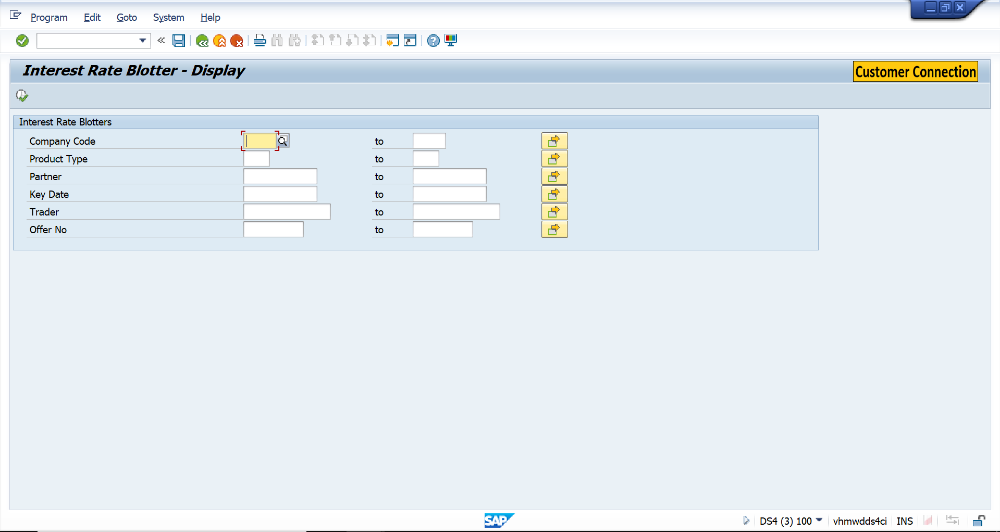 Program Edit Goto System Help
Interest Rate Blotter - Display
Customer Connection
Interest Rate Blotters
Company Code to
Product Type to
Partner to
Key Date to
Trader to
Offer No to
SAP DS4 (3) 100 vhmwdds4ci INS